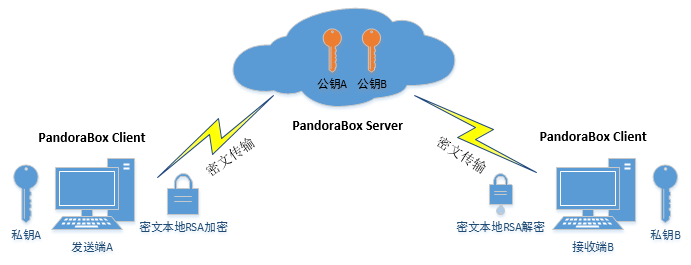 公钥A
公钥B
PandoraBox Server
PandoraBox Client
PandoraBox Client
密文传输
密文传输
私钥A
发送端A
密文本地RSA加密
密文本地RSA解密
接收端B
私钥B